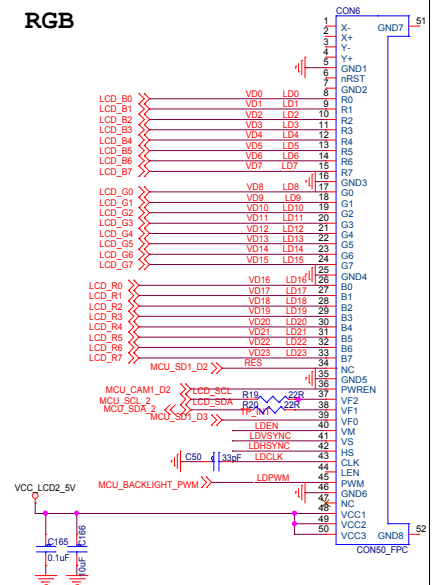 RGB
CON6
1 X-
2 X+
3 Y-
4 Y+
5 GND1
6 nRST
7 GND2
LCD_B0 VD0 LD0 8 R0
LCD_B1 VD1 LD1 9 R1
LCD_B2 VD2 LD2 10 R2
LCD_B3 VD3 LD3 11 R3
LCD_B4 VD4 LD4 12 R4
LCD_B5 VD5 LD5 13 R5
LCD_B6 VD6 LD6 14 R6
LCD_B7 VD7 LD7 15 R7
16 GND3
LCD_G0 VD8 LD8 17 G0
LCD_G1 VD9 LD9 18 G1
LCD_G2 VD10 LD10 19 G2
LCD_G3 VD11 LD11 20 G3
LCD_G4 VD12 LD12 21 G4
LCD_G5 VD13 LD13 22 G5
LCD_G6 VD14 LD14 23 G6
LCD_G7 VD15 LD15 24 G7
25 GND4
LCD_R0 VD16 LD16 26 B0
LCD_R1 VD17 LD17 27 B1
LCD_R2 VD18 LD18 28 B2
LCD_R3 VD19 LD19 29 B3
LCD_R4 VD20 LD20 30 B4
LCD_R5 VD21 LD21 31 B5
LCD_R6 VD22 LD22 32 B6
LCD_R7 VD23 LD23 33 B7
MCU_SD1_D2 RES 34 NC
35 GND5
MCU_CAM1_D2 36 PWREN
MCU_SCL_2 LCD_SCL R19 22R 37 VF2
MCU_SDA_2 LCD_SDA R20 22R 38 VF1
MCU_SD1_D3 TP_INT 39 VF0
LDEN 40 VM
LDVSYNC 41 VS
LDHSYNC 42 HS
C50 33pF LDCLK 43 CLK
44 LEN
MCU_BACKLIGHT_PWM LDPWM 45 PWM
46 GND6
47 NC
VCC_LCD2_5V 48 VCC1
49 VCC2
50 VCC3
C165 0.1uF
C166 10uF
GND7 51
GND8 52
CON50_FPC